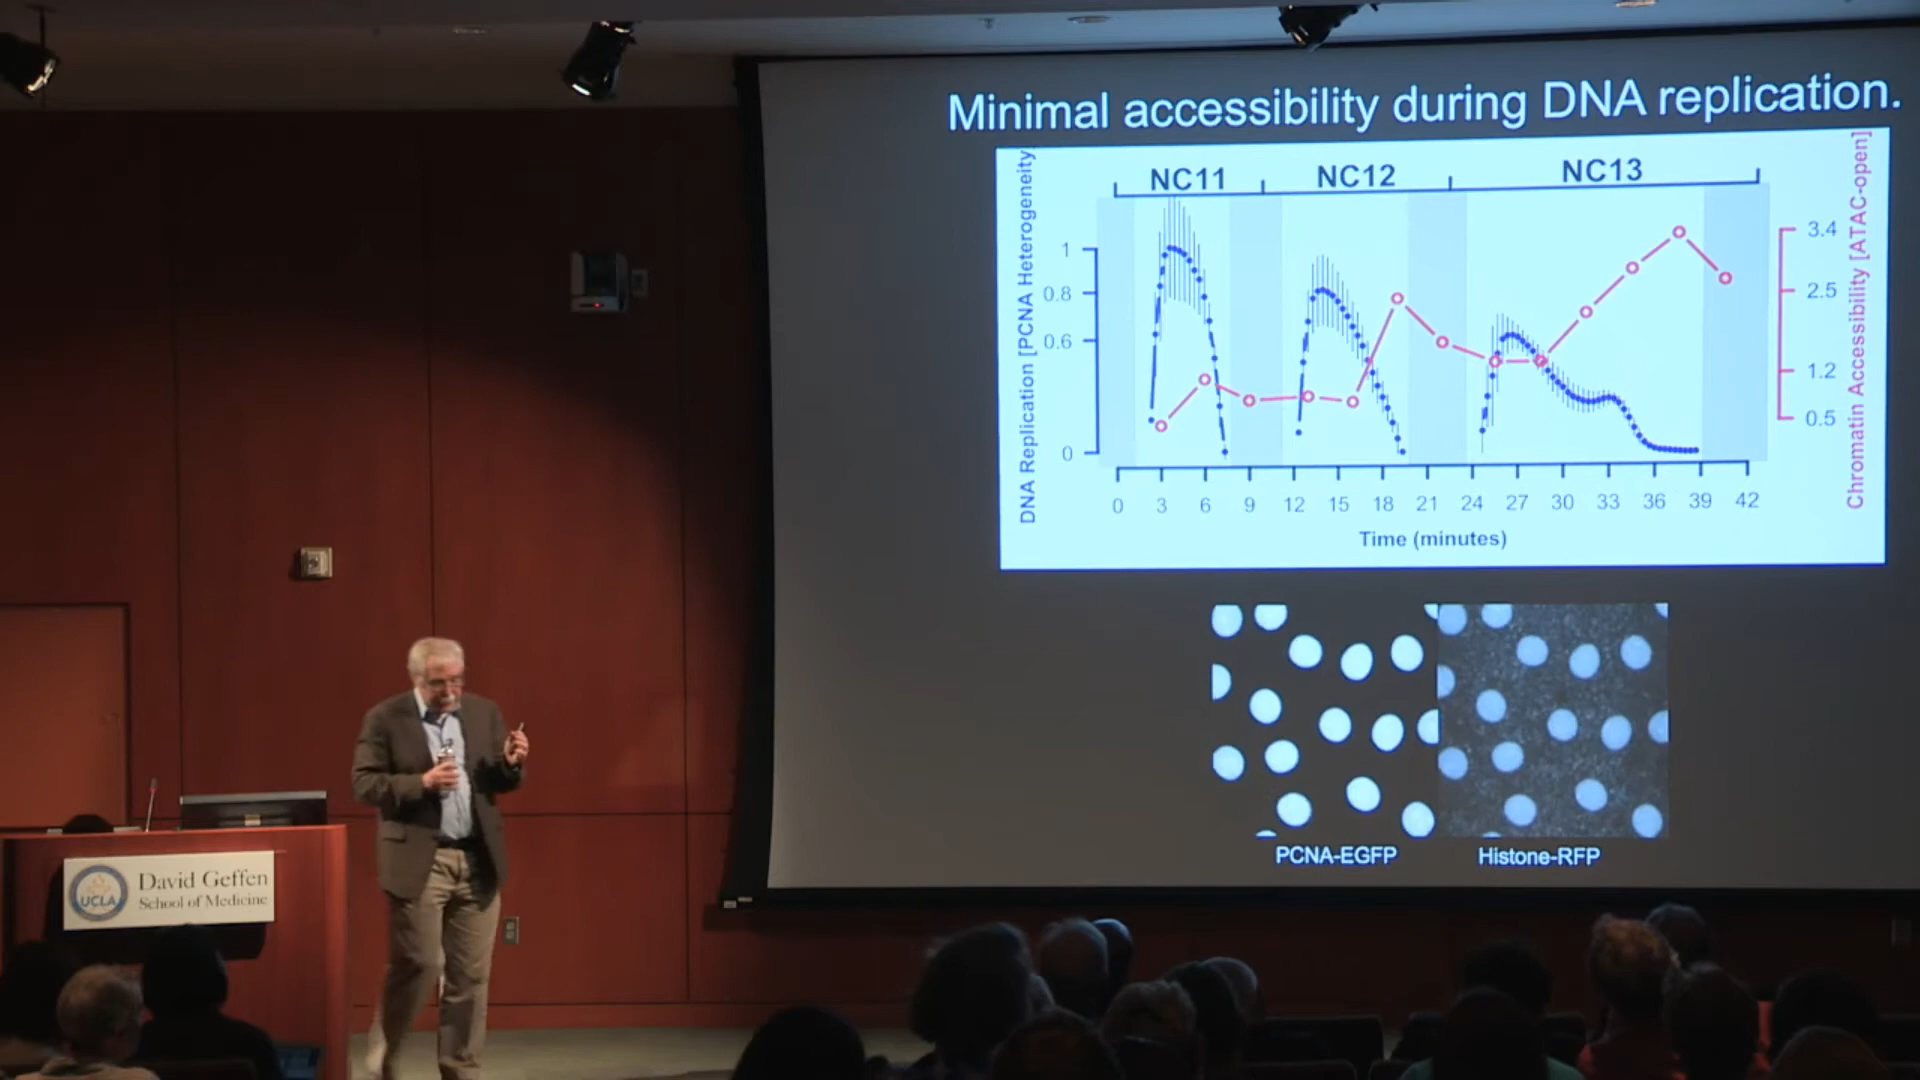 Minimal accessibility during DNA replication.
NC11 NC12 NC13
DNA Replication [PCNA Heterogeneity
1
0.8
0.6
0
3.4
2.5
1.2
0.5
Chromatin Accessibility [ATAC-open]
0 3 6 9 12 15 18 21 24 27 30 33 36 39 42
Time (minutes)
PCNA-EGFP Histone-RFP
UCLA
David Geffen
School of Medicine